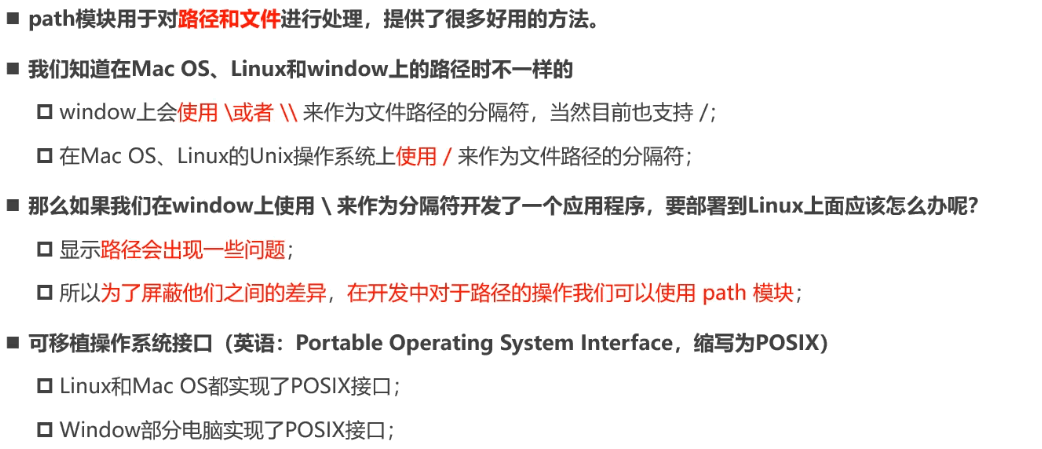 ■ path模块用于对路径和文件进行处理，提供了很多好用的方法。
■ 我们知道在Mac OS、Linux和window上的路径时不一样的
□ window上会使用 \或者 \\ 来作为文件路径的分隔符，当然目前也支持 /；
□ 在Mac OS、Linux的Unix操作系统上使用 / 来作为文件路径的分隔符；
■ 那么如果我们在window上使用 \ 来作为分隔符开发了一个应用程序，要部署到Linux上面应该怎么办呢？
□ 显示路径会出现一些问题；
□ 所以为了屏蔽他们之间的差异，在开发中对于路径的操作我们可以使用 path 模块；
■ 可移植操作系统接口（英语：Portable Operating System Interface，缩写为POSIX）
□ Linux和Mac OS都实现了POSIX接口；
□ Window部分电脑实现了POSIX接口；